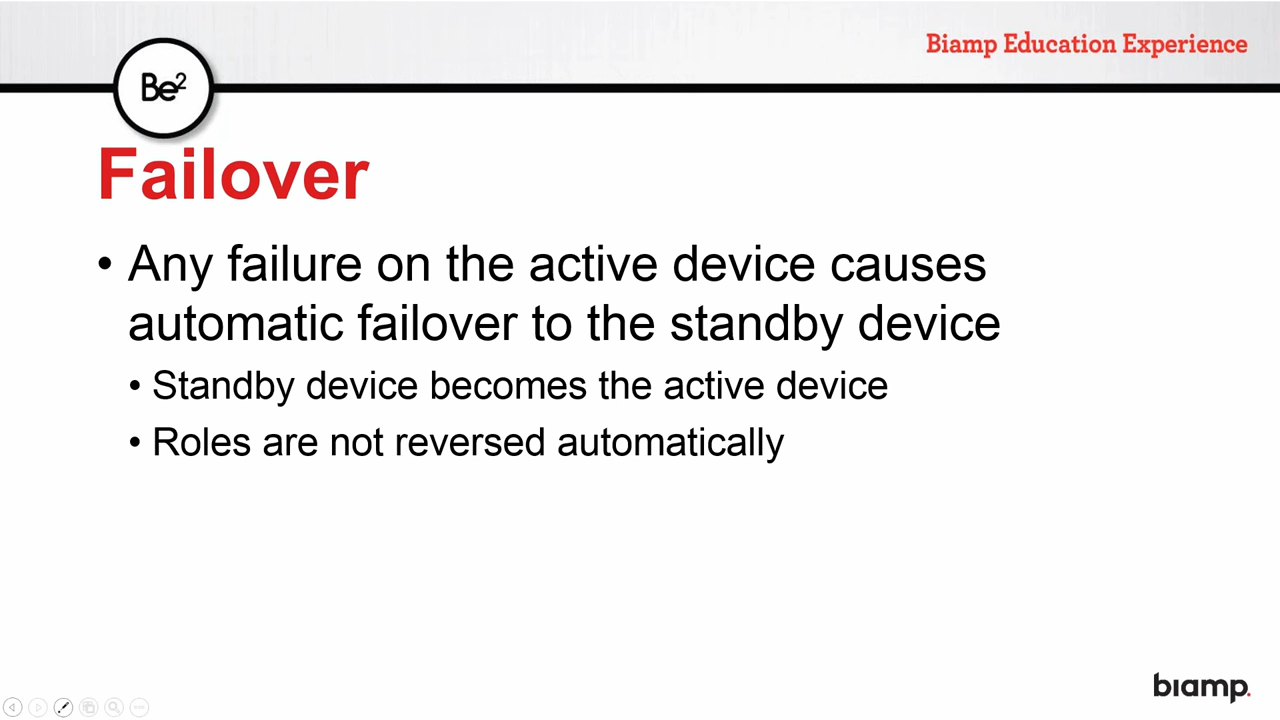 Biamp Education Experience
Be²
Failover
• Any failure on the active device causes
automatic failover to the standby device
• Standby device becomes the active device
• Roles are not reversed automatically
biamp.